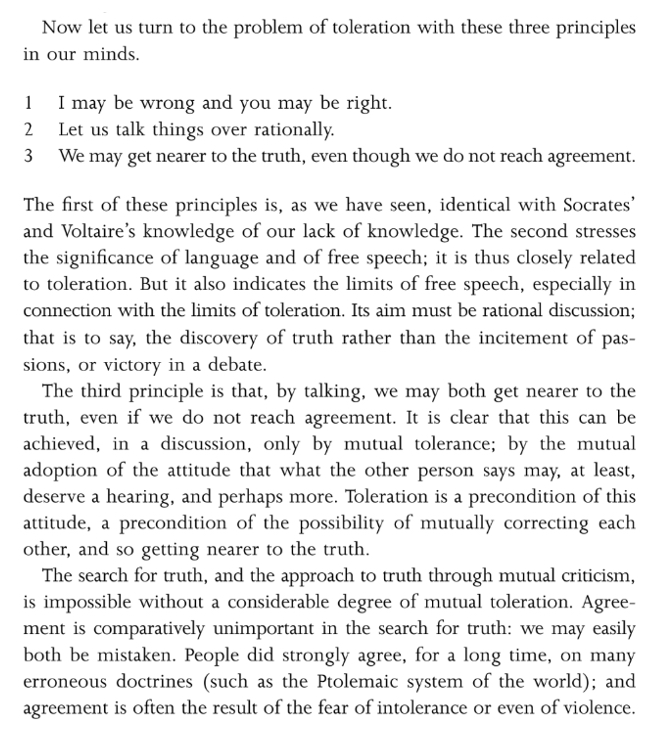 Now let us turn to the problem of toleration with these three principles
in our minds.
1 I may be wrong and you may be right.
2 Let us talk things over rationally.
3 We may get nearer to the truth, even though we do not reach agreement.
The first of these principles is, as we have seen, identical with Socrates’
and Voltaire’s knowledge of our lack of knowledge. The second stresses
the significance of language and of free speech; it is thus closely related
to toleration. But it also indicates the limits of free speech, especially in
connection with the limits of toleration. Its aim must be rational discussion;
that is to say, the discovery of truth rather than the incitement of pas-
sions, or victory in a debate.
The third principle is that, by talking, we may both get nearer to the
truth, even if we do not reach agreement. It is clear that this can be
achieved, in a discussion, only by mutual tolerance; by the mutual
adoption of the attitude that what the other person says may, at least,
deserve a hearing, and perhaps more. Toleration is a precondition of this
attitude, a precondition of the possibility of mutually correcting each
other, and so getting nearer to the truth.
The search for truth, and the approach to truth through mutual criticism,
is impossible without a considerable degree of mutual toleration. Agree-
ment is comparatively unimportant in the search for truth: we may easily
both be mistaken. People did strongly agree, for a long time, on many
erroneous doctrines (such as the Ptolemaic system of the world); and
agreement is often the result of the fear of intolerance or even of violence.